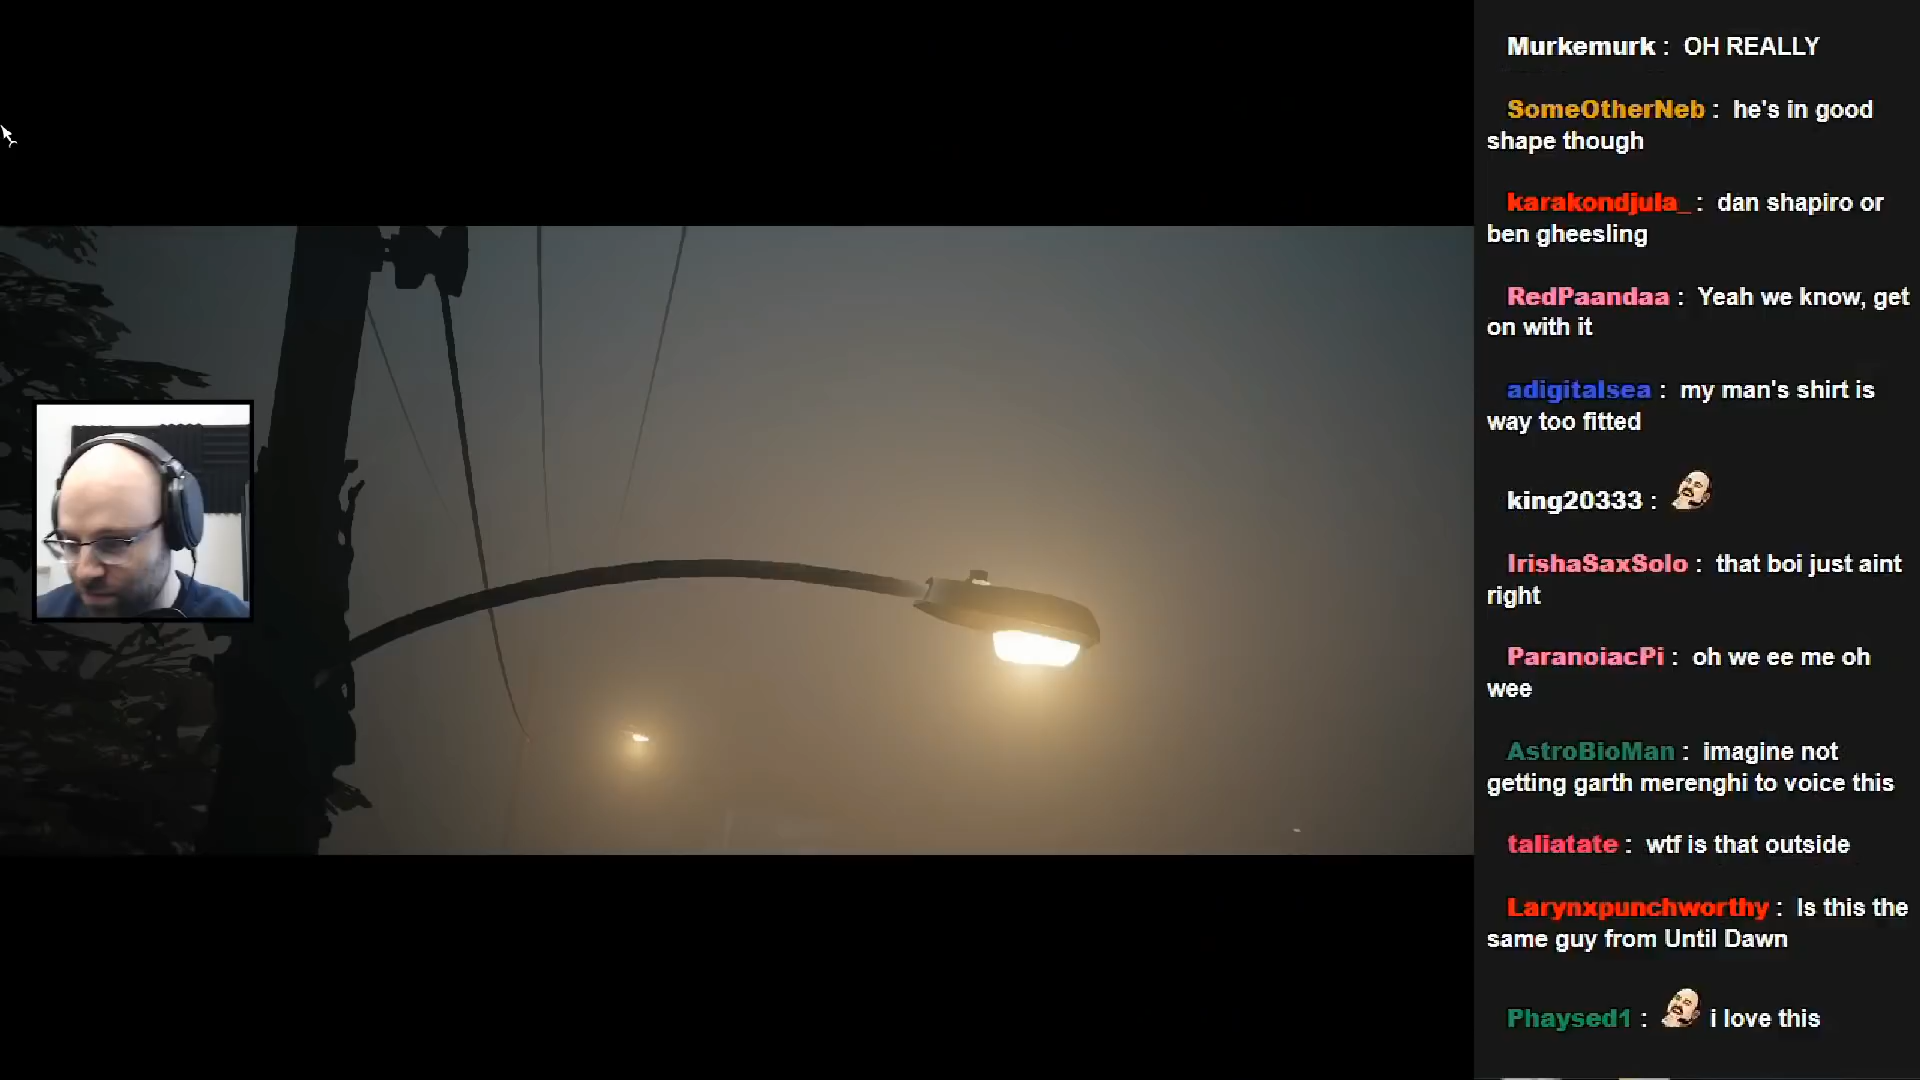 Murkemurk : OH REALLY
SomeOtherNeb : he's in good
shape though
karakondjula_ : dan shapiro or
ben gheesling
RedPaandaa : Yeah we know, get
on with it
adigitalsea : my man's shirt is
way too fitted
king20333 :
IrishaSaxSolo : that boi just aint
right
ParanoiacPi : oh we ee me oh
wee
AstroBioMan : imagine not
getting garth merenghi to voice this
taliatate : wtf is that outside
Larynxpunchworthy : Is this the
same guy from Until Dawn
Phaysed1 : i love this